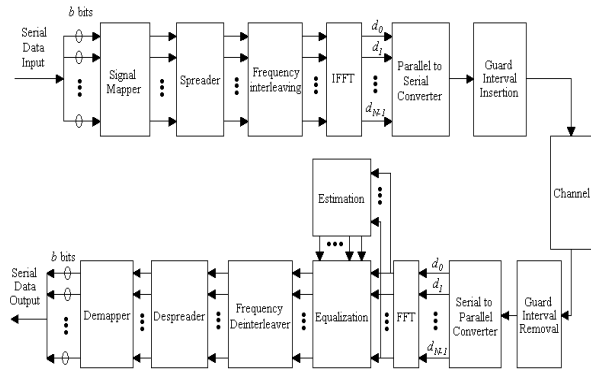 b bits
Serial
Data
Input
Signal
Mapper
Spreader
Frequency
interleaving
IFFT
d0
d1
dN-1
Parallel to
Serial
Converter
Guard
Interval
Insertion
Channel
Estimation
b bits
Serial
Data
Output
Demapper
Despreader
Frequency
Deinterleaver
Equalization
FFT
d0
d1
dN-1
Serial to
Parallel
Converter
Guard
Interval
Removal